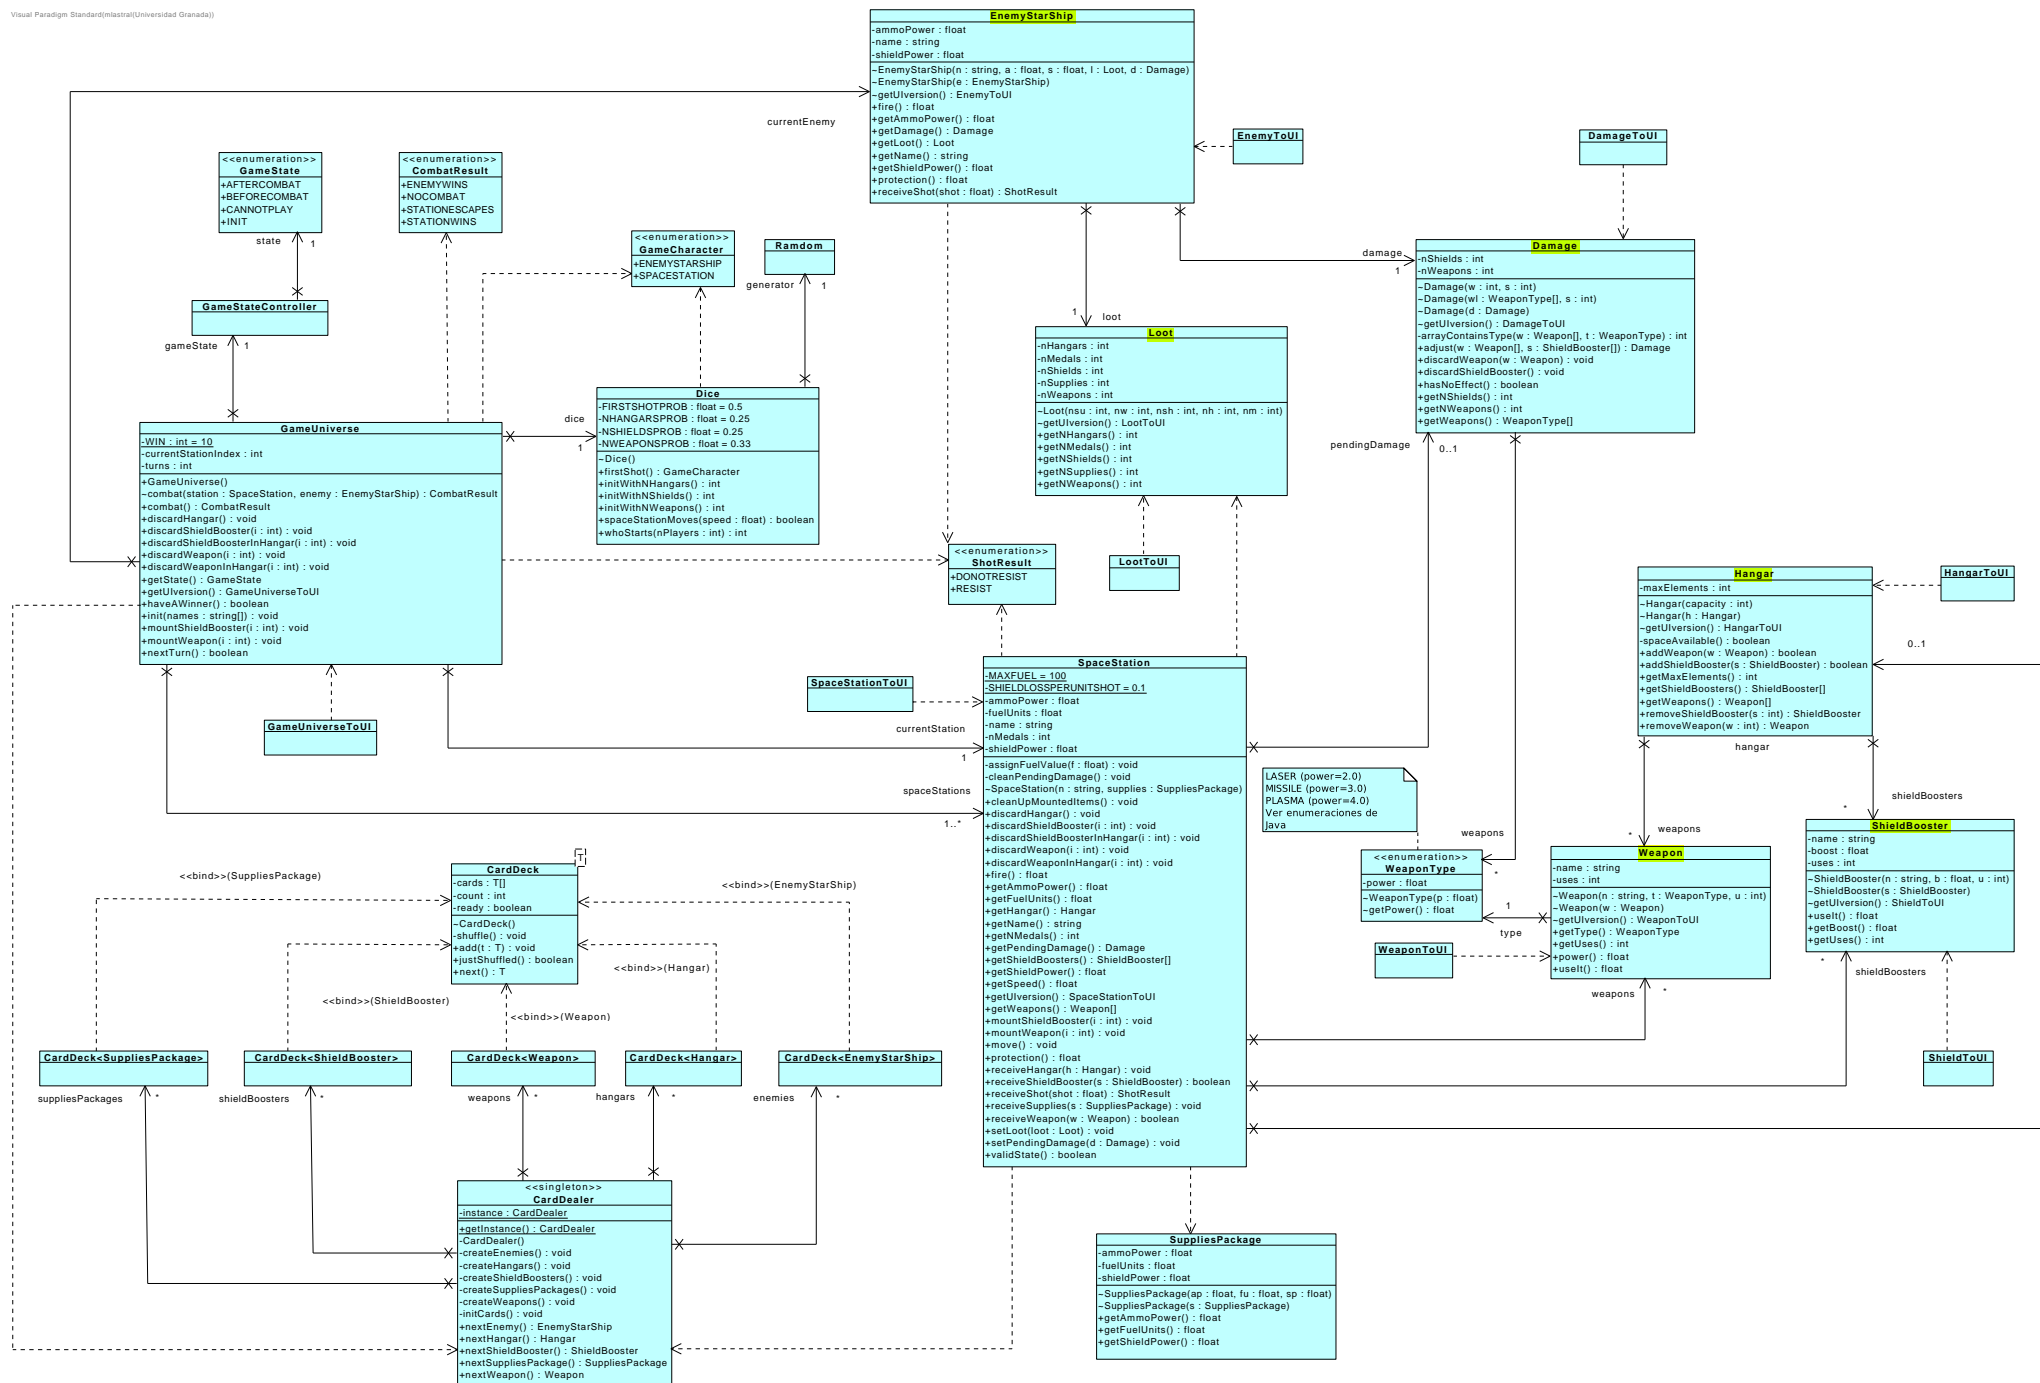 Visual Paradigm Standard(mlastral(Universidad Granada))
EnemyStarShip
-ammoPower : float
-name : string
-shieldPower : float
~EnemyStarShip(n : string, a : float, s : float, l : Loot, d : Damage)
~EnemyStarShip(e : EnemyStarShip)
~getUIversion() : EnemyToUI
+fire() : float
+getAmmoPower() : float
+getDamage() : Damage
+getLoot() : Loot
+getName() : string
+getShieldPower() : float
+protection() : float
+receiveShot(shot : float) : ShotResult
currentEnemy
EnemyToUI
DamageToUI
<<enumeration>>
GameState
+AFTERCOMBAT
+BEFORECOMBAT
+CANNOTPLAY
+INIT
state
1
<<enumeration>>
CombatResult
+ENEMYWINS
+NOCOMBAT
+STATIONESCAPES
+STATIONWINS
<<enumeration>>
GameCharacter
+ENEMYSTARSHIP
+SPACESTATION
Ramdom
generator
1
GameStateController
gameState
1
damage
1
Damage
-nShields : int
-nWeapons : int
~Damage(w : int, s : int)
~Damage(wl : WeaponType[], s : int)
~Damage(d : Damage)
~getUIversion() : DamageToUI
-arrayContainsType(w : Weapon[], t : WeaponType) : int
+adjust(w : Weapon[], s : ShieldBooster[]) : Damage
+discardWeapon(w : Weapon) : void
+discardShieldBooster() : void
+hasNoEffect() : boolean
+getNShields() : int
+getNWeapons() : int
+getWeapons() : WeaponType[]
1
loot
Loot
-nHangars : int
-nMedals : int
-nShields : int
-nSupplies : int
-nWeapons : int
~Loot(nsu : int, nw : int, nsh : int, nh : int, nm : int)
~getUIversion() : LootToUI
+getNHangars() : int
+getNMedals() : int
+getNShields() : int
+getNSupplies() : int
+getNWeapons() : int
Dice
-FIRSTSHOTPROB : float = 0.5
-NHANGARSPROB : float = 0.25
-NSHIELDSPROB : float = 0.25
-NWEAPONSPROB : float = 0.33
~Dice()
+firstShot() : GameCharacter
+initWithNHangars() : int
+initWithNShields() : int
+initWithNWeapons() : int
+spaceStationMoves(speed : float) : boolean
+whoStarts(nPlayers : int) : int
dice
1
GameUniverse
-WIN : int = 10
-currentStationIndex : int
-turns : int
+GameUniverse()
~combat(station : SpaceStation, enemy : EnemyStarShip) : CombatResult
+combat() : CombatResult
+discardHangar() : void
+discardShieldBooster(i : int) : void
+discardShieldBoosterInHangar(i : int) : void
+discardWeapon(i : int) : void
+discardWeaponInHangar(i : int) : void
+getState() : GameState
+getUIversion() : GameUniverseToUI
+haveAWinner() : boolean
+init(names : string[]) : void
+mountShieldBooster(i : int) : void
+mountWeapon(i : int) : void
+nextTurn() : boolean
pendingDamage
0..1
<<enumeration>>
ShotResult
+DONOTRESIST
+RESIST
LootToUI
Hangar
-maxElements : int
~Hangar(capacity : int)
~Hangar(h : Hangar)
~getUIversion() : HangarToUI
-spaceAvailable() : boolean
+addWeapon(w : Weapon) : boolean
+addShieldBooster(s : ShieldBooster) : boolean
+getMaxElements() : int
+getShieldBoosters() : ShieldBooster[]
+getWeapons() : Weapon[]
+removeShieldBooster(s : int) : ShieldBooster
+removeWeapon(w : int) : Weapon
HangarToUI
0..1
hangar
GameUniverseToUI
SpaceStationToUI
currentStation
1
spaceStations
1..*
SpaceStation
-MAXFUEL = 100
-SHIELDLOSSPERUNITSHOT = 0.1
-ammoPower : float
-fuelUnits : float
-name : string
-nMedals : int
-shieldPower : float
-assignFuelValue(f : float) : void
-cleanPendingDamage() : void
~SpaceStation(n : string, supplies : SuppliesPackage)
+cleanUpMountedItems() : void
+discardHangar() : void
+discardShieldBooster(i : int) : void
+discardShieldBoosterInHangar(i : int) : void
+discardWeapon(i : int) : void
+discardWeaponInHangar(i : int) : void
+fire() : float
+getAmmoPower() : float
+getFuelUnits() : float
+getHangar() : Hangar
+getName() : string
+getNMedals() : int
+getPendingDamage() : Damage
+getShieldBoosters() : ShieldBooster[]
+getShieldPower() : float
+getSpeed() : float
+getUIversion() : SpaceStationToUI
+getWeapons() : Weapon[]
+mountShieldBooster(i : int) : void
+mountWeapon(i : int) : void
+move() : void
+protection() : float
+receiveHangar(h : Hangar) : void
+receiveShieldBooster(s : ShieldBooster) : boolean
+receiveShot(shot : float) : ShotResult
+receiveSupplies(s : SuppliesPackage) : void
+receiveWeapon(w : Weapon) : boolean
+setLoot(loot : Loot) : void
+setPendingDamage(d : Damage) : void
+validState() : boolean
LASER (power=2.0)
MISSILE (power=3.0)
PLASMA (power=4.0)
Ver enumeraciones de
Java
weapons
*
<<enumeration>>
WeaponType
-power : float
~WeaponType(p : float)
~getPower() : float
1
type
* weapons
Weapon
-name : string
-uses : int
~Weapon(n : string, t : WeaponType, u : int)
~Weapon(w : Weapon)
~getUIversion() : WeaponToUI
+getType() : WeaponType
+getUses() : int
+power() : float
+useIt() : float
WeaponToUI
weapons *
shieldBoosters
*
ShieldBooster
-name : string
-boost : float
-uses : int
~ShieldBooster(n : string, b : float, u : int)
~ShieldBooster(s : ShieldBooster)
~getUIversion() : ShieldToUI
+useIt() : float
+getBoost() : float
+getUses() : int
*
shieldBoosters
ShieldToUI
T
CardDeck
-cards : T[]
-count : int
-ready : boolean
~CardDeck()
-shuffle() : void
+add(t : T) : void
+justShuffled() : boolean
+next() : T
<<bind>>(SuppliesPackage)
<<bind>>(EnemyStarShip)
<<bind>>(Hangar)
<<bind>>(ShieldBooster)
<<bind>>(Weapon)
CardDeck<SuppliesPackage>
CardDeck<ShieldBooster>
CardDeck<Weapon>
CardDeck<Hangar>
CardDeck<EnemyStarShip>
suppliesPackages *
shieldBoosters *
weapons *
hangars *
enemies *
<<singleton>>
CardDealer
-instance : CardDealer
+getInstance() : CardDealer
-CardDealer()
-createEnemies() : void
-createHangars() : void
-createShieldBoosters() : void
-createSuppliesPackages() : void
-createWeapons() : void
-initCards() : void
+nextEnemy() : EnemyStarShip
+nextHangar() : Hangar
+nextShieldBooster() : ShieldBooster
+nextSuppliesPackage() : SuppliesPackage
+nextWeapon() : Weapon
SuppliesPackage
-ammoPower : float
-fuelUnits : float
-shieldPower : float
~SuppliesPackage(ap : float, fu : float, sp : float)
~SuppliesPackage(s : SuppliesPackage)
+getAmmoPower() : float
+getFuelUnits() : float
+getShieldPower() : float